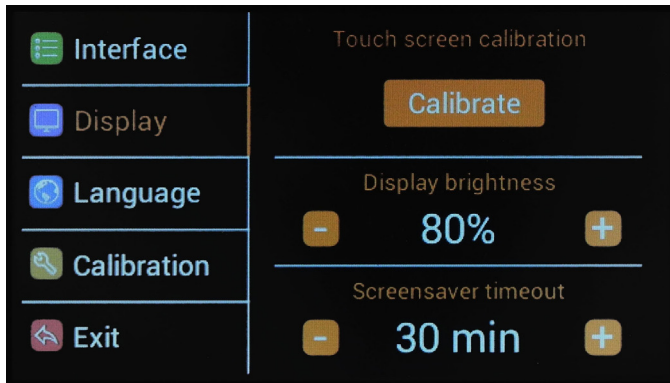 Interface
Display
Language
Calibration
Exit
Touch screen calibration
Calibrate
Display brightness
- 80% +
Screensaver timeout
- 30 min +